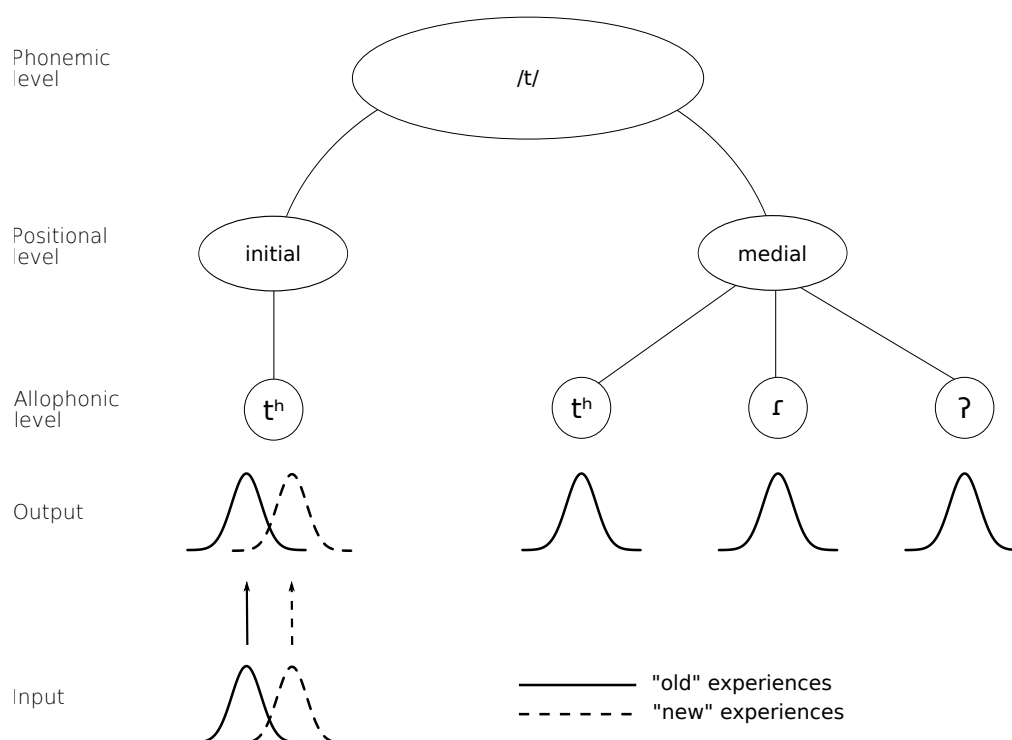 Phonemic
level
/t/
Positional
level
initial
medial
Allophonic
level
tʰ
tʰ
ɾ
ʔ
Output
Input
"old" experiences
"new" experiences